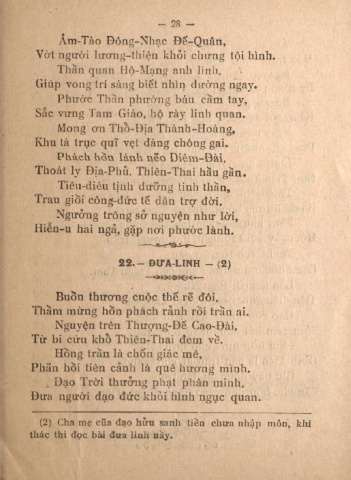 — 28 —
Âm-Tào Đông-Nhạc Đế-Quân,
Vớt người lương-thiện khỏi chưng tội hình.
Thần quan Hộ-Mạng anh linh,
Giúp vong trí sáng biết nhìn đường ngay.
Phước Thần phướng báu cầm tay,
Sắc vưng Tam Giáo, hộ rày linh quan.
Mong ơn Thổ-Địa Thành-Hoàng,
Khu tà trục quĩ vẹt đàng chông gai.
Phách hồn lánh nẽo Diêm-Đài,
Thoát ly Địa-Phủ, Thiên-Thai hầu gần.
Tiêu-diêu tịnh dưỡng tinh thần,
Trau giồi công-đức tế dân trợ đời.
Ngưởng trông sở nguyện như lời,
Hiển-u hai ngả, gặp nơi phước lành.
22.— ĐƯA-LINH — (2)
Buồn thương cuộc thế rẽ đôi,
Thầm mừng hồn phách rảnh rồi trần ai.
Nguyện trên Thượng-Đế Cao-Đài,
Từ bi cứu khổ Thiên-Thai đem về.
Hồng trần là chốn giấc mê,
Phản hồi tiên cảnh là quê hương mình.
Đạo Trời thưởng phạt phân minh,
Đưa người đạo đức khỏi hình ngục quan.
(2) Cha mẹ của đạo hữu sanh tiền chưa nhập môn, khi
thác thì đọc bài đưa linh nầy.